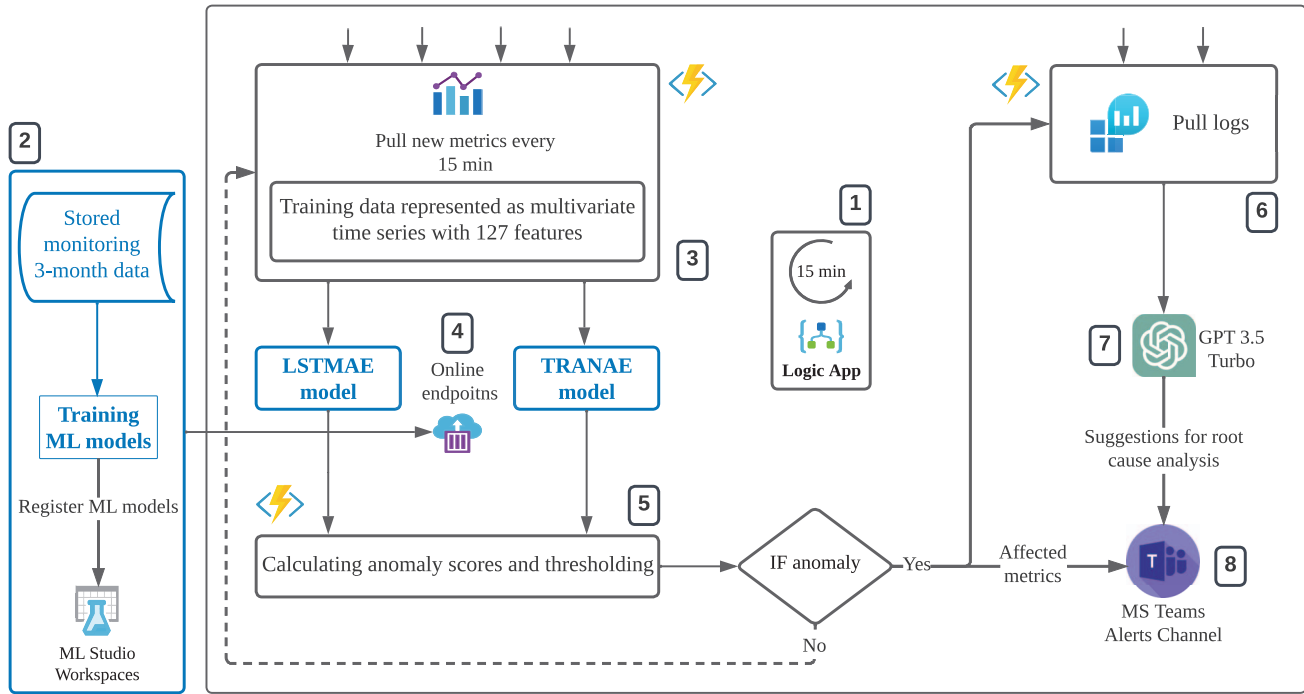 2
Stored
monitoring
3-month data
Training
ML models
Register ML models
ML Studio
Workspaces
Pull new metrics every
15 min
Training data represented as multivariate
time series with 127 features
3
LSTMAE
model
4
Online
endpoitns
TRANAE
model
5
Calculating anomaly scores and thresholding
1
15 min
Logic App
IF anomaly
Yes
No
Pull logs
6
7
GPT 3.5
Turbo
Suggestions for root
cause analysis
Affected
metrics
T
8
MS Teams
Alerts Channel